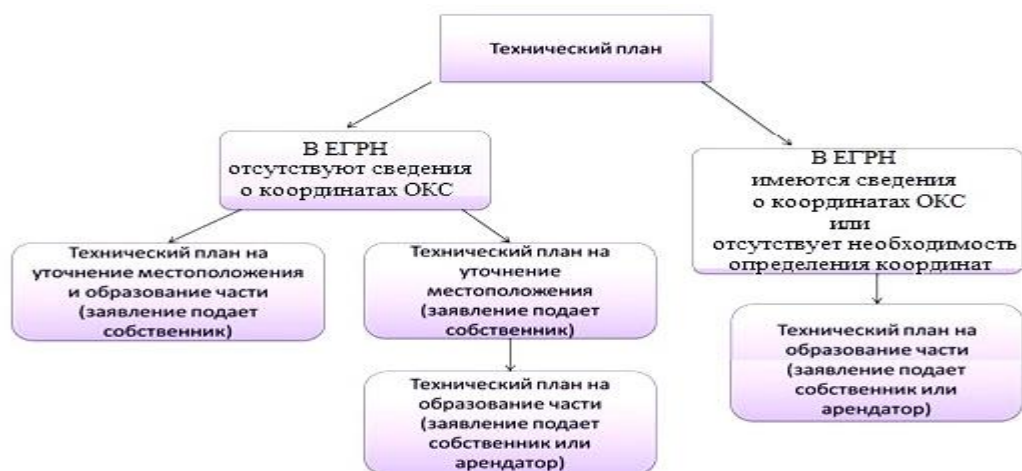 Технический план
В ЕГРН
отсутствуют сведения
о координатах ОКС
В ЕГРН
имеются сведения
о координатах ОКС
или
отсутствует необходимость
определения координат
Технический план на
уточнение местоположения
и образование части
(заявление подает
собственник)
Технический план на
уточнение
местоположения
(заявление подает
собственник)
Технический план на
образование части
(заявление подает
собственник или
арендатор)
Технический план на
образование части
(заявление подает
собственник или
арендатор)